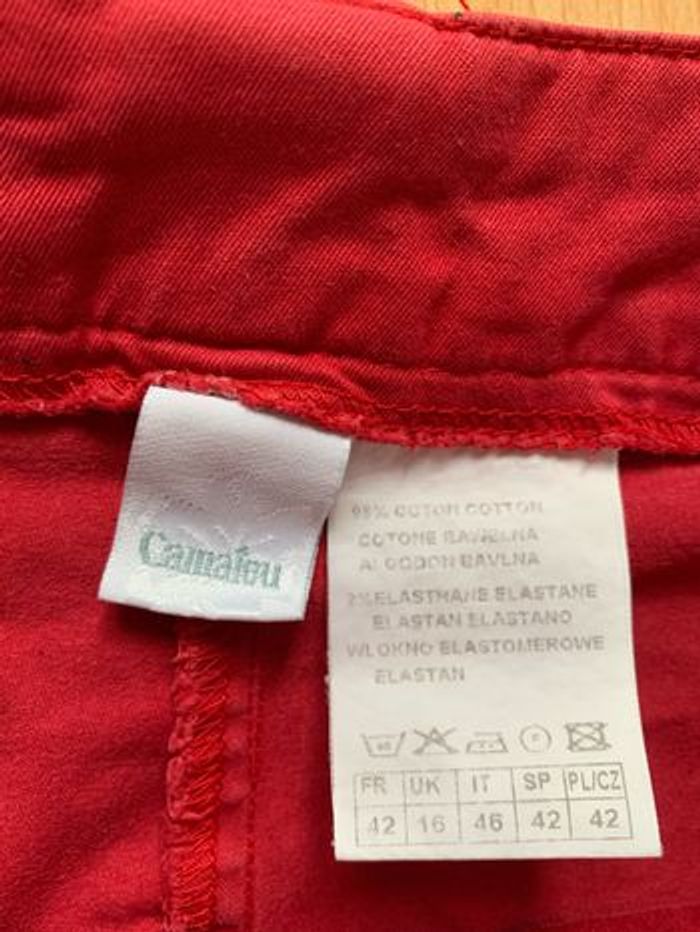 Camaïeu
98% COTON COTTON
COTONE BAWELNA
ALGODON BAVLNA
2% ELASTHANE ELASTANE
ELASTAN ELASTANO
WLOKNO ELASTOMEROWE
ELASTAN
FR UK IT SP PL/CZ
42 16 46 42 42